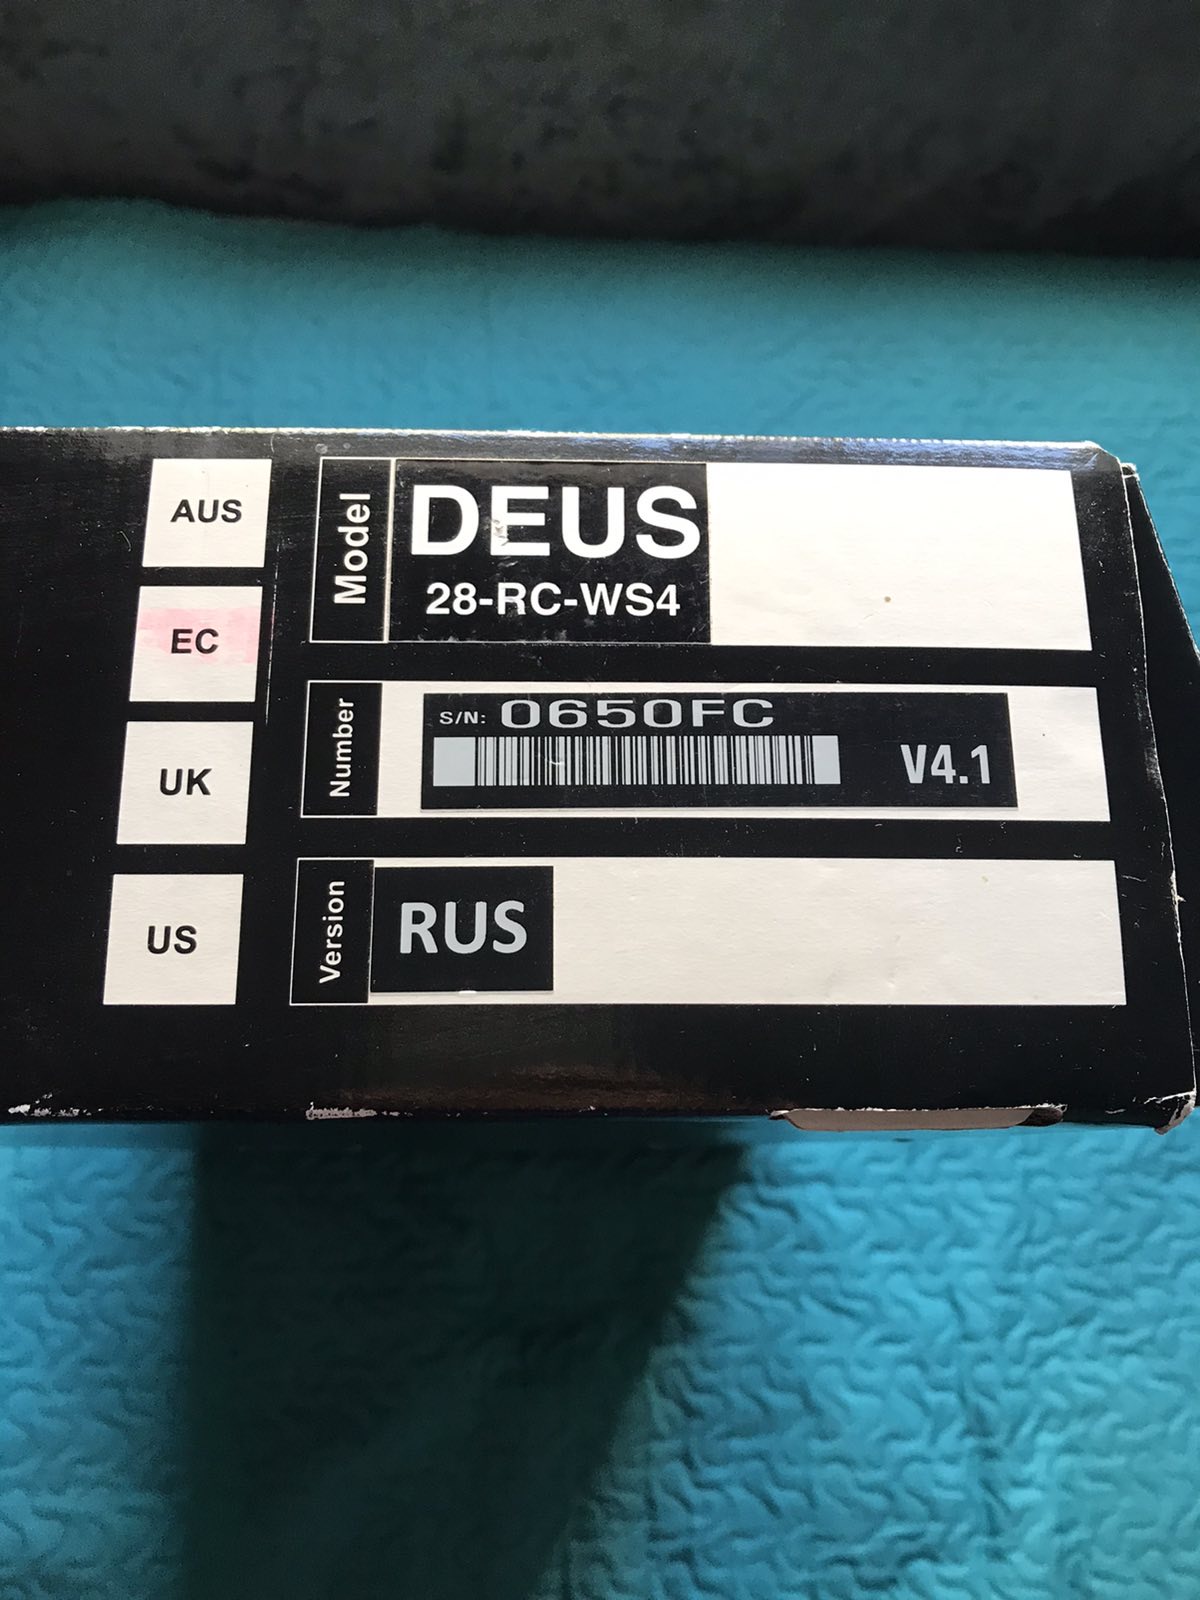 AUS
EC
UK
US
Model
DEUS
28-RC-WS4
Number
S/N: 0650FC
V4.1
Version
RUS